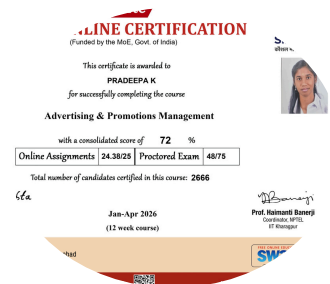 ONLINE CERTIFICATION
(Funded by the MoE, Govt. of India)
This certificate is awarded to
PRADEEPA K
for successfully completing the course
Advertising & Promotions Management
with a consolidated score of 72 %
Online Assignments 24.38/25 Proctored Exam 48/75
Total number of candidates certified in this course: 2666
Jan-Apr 2026
(12 week course)
Prof. Haimanti Banerji
Coordinator, NPTEL
IIT Kharagpur